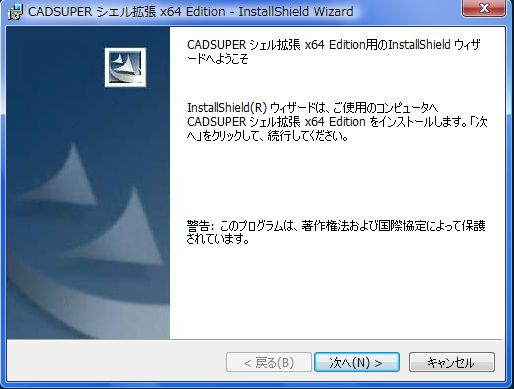 CADSUPER シェル拡張 x64 Edition - InstallShield Wizard
CADSUPER シェル拡張 x64 Edition用のInstallShield ウィザ
ードへようこそ
InstallShield(R) ウィザードは、ご使用のコンピュータへ
CADSUPER シェル拡張 x64 Edition をインストールします。「次
へ」をクリックして、続行してください。
警告: このプログラムは、著作権法および国際協定によって保護
されています。
< 戻る(B)
次へ(N) >
キャンセル